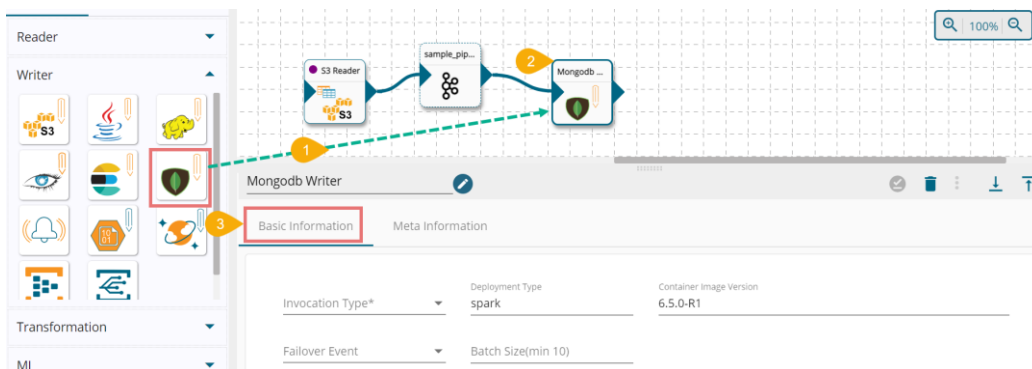 Reader
Writer
S3
10
01
Transformation
ML
S3 Reader
S3
sample_pip...
Mongodb ...
1
2
100%
Mongodb Writer
3
Basic Information
Meta Information
Invocation Type*
Deployment Type
spark
Container Image Version
6.5.0-R1
Failover Event
Batch Size(min 10)